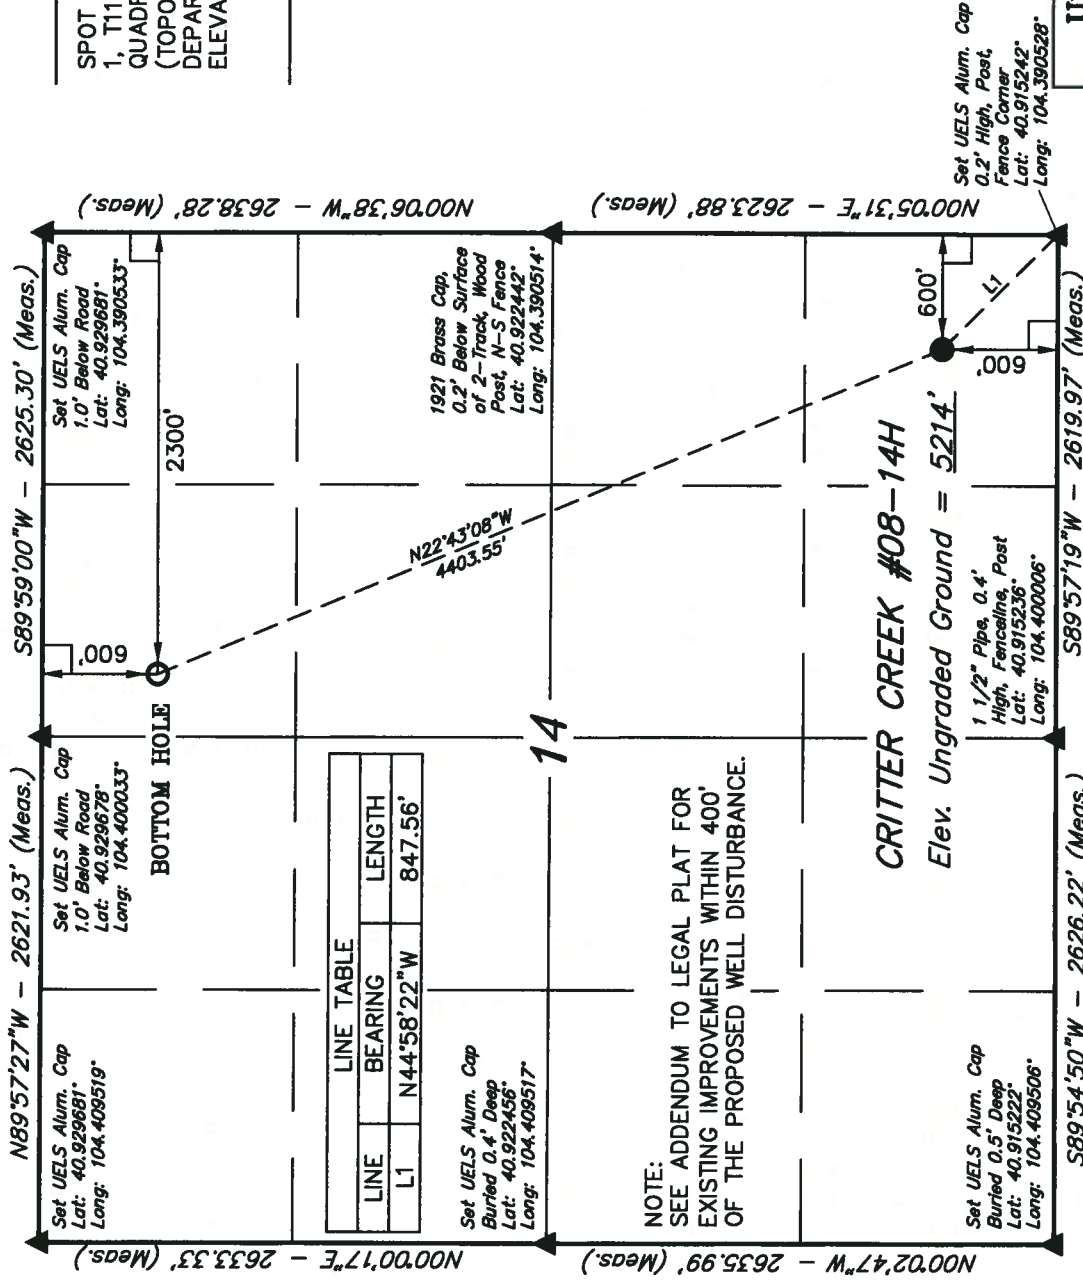 N89°57'27"W - 2621.93' (Meas.)
S89°59'00"W - 2625.30' (Meas.)
Set UELS Alum. Cap
Lat: 40.929681°
Long: 104.409519°
Set UELS Alum. Cap
1.0' Below Road
Lat: 40.929678°
Long: 104.400033°
Set UELS Alum. Cap
1.0' Below Road
Lat: 40.929681°
Long: 104.390533°
SPOT
1, T11
QUADR
(TOPO
DEPAR
ELEVA
600'
2300'
BOTTOM HOLE
N00°00'17"E - 2633.33' (Meas.)
N00°06'38"W - 2638.28' (Meas.)
LINE TABLE
LINE BEARING LENGTH
L1 N44°58'22"W 847.56'
N22°43'08"W
4403.55'
1921 Brass Cap,
0.2' Below Surface
of 2-Track, Wood
Post, N-S Fence
Lat: 40.922442°
Long: 104.390514°
Set UELS Alum. Cap
Buried 0.4' Deep
Lat: 40.922456°
Long: 104.409517°
14
NOTE:
SEE ADDENDUM TO LEGAL PLAT FOR
EXISTING IMPROVEMENTS WITHIN 400'
OF THE PROPOSED WELL DISTURBANCE.
N00°02'47"W - 2635.99' (Meas.)
N00°05'31"E - 2623.88' (Meas.)
CRITTER CREEK #08-14H
Elev. Ungraded Ground = 5214'
600'
600'
L1
Set UELS Alum. Cap
Buried 0.5' Deep
Lat: 40.915222°
Long: 104.409506°
1 1/2" Pipe, 0.4'
High, Fenceline, Post
Lat: 40.915236°
Long: 104.400006°
Set UELS Alum. Cap
0.2' High, Post,
Fence Corner
Lat: 40.915242°
Long: 104.390528°
S89°54'50"W - 2626.22' (Meas.)
S89°57'19"W - 2619.97' (Meas.)